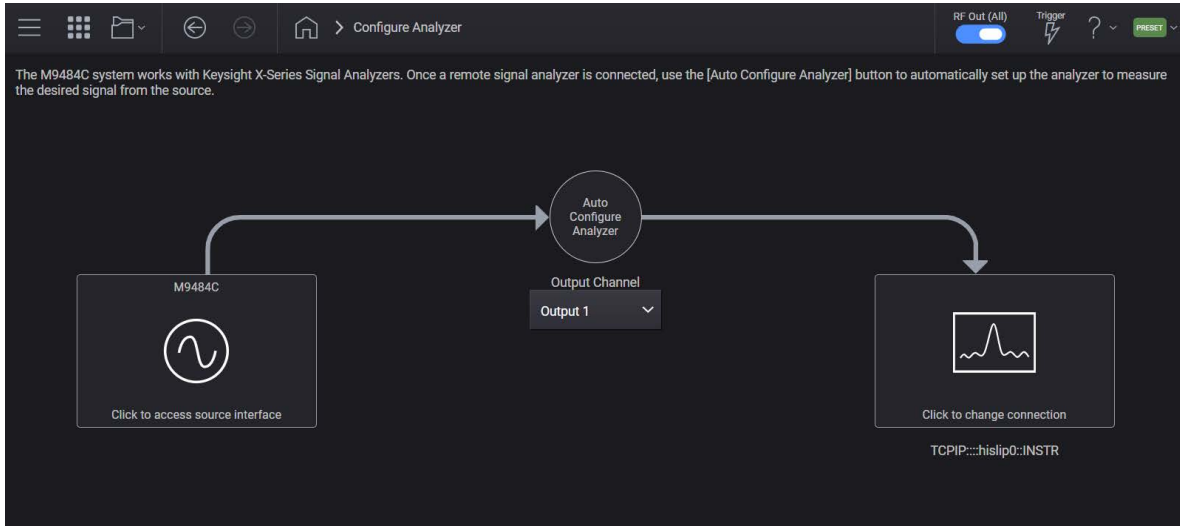 Configure Analyzer
RF Out (All)
Trigger
PRESET
The M9484C system works with Keysight X-Series Signal Analyzers. Once a remote signal analyzer is connected, use the [Auto Configure Analyzer] button to automatically set up the analyzer to measure
the desired signal from the source.
Auto
Configure
Analyzer
M9484C
Output Channel
Output 1
Click to access source interface
Click to change connection
TCPIP::::hislip0::INSTR